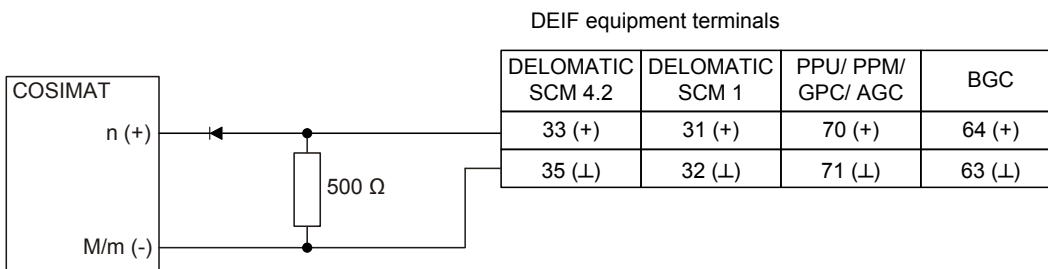 DEIF equipment terminals
DELOMATIC SCM 4.2 DELOMATIC SCM 1 PPU/ PPM/ GPC/ AGC BGC
COSIMAT
n (+) 33 (+) 31 (+) 70 (+) 64 (+)
35 (⊥) 32 (⊥) 71 (⊥) 63 (⊥)
500 Ω
M/m (-)